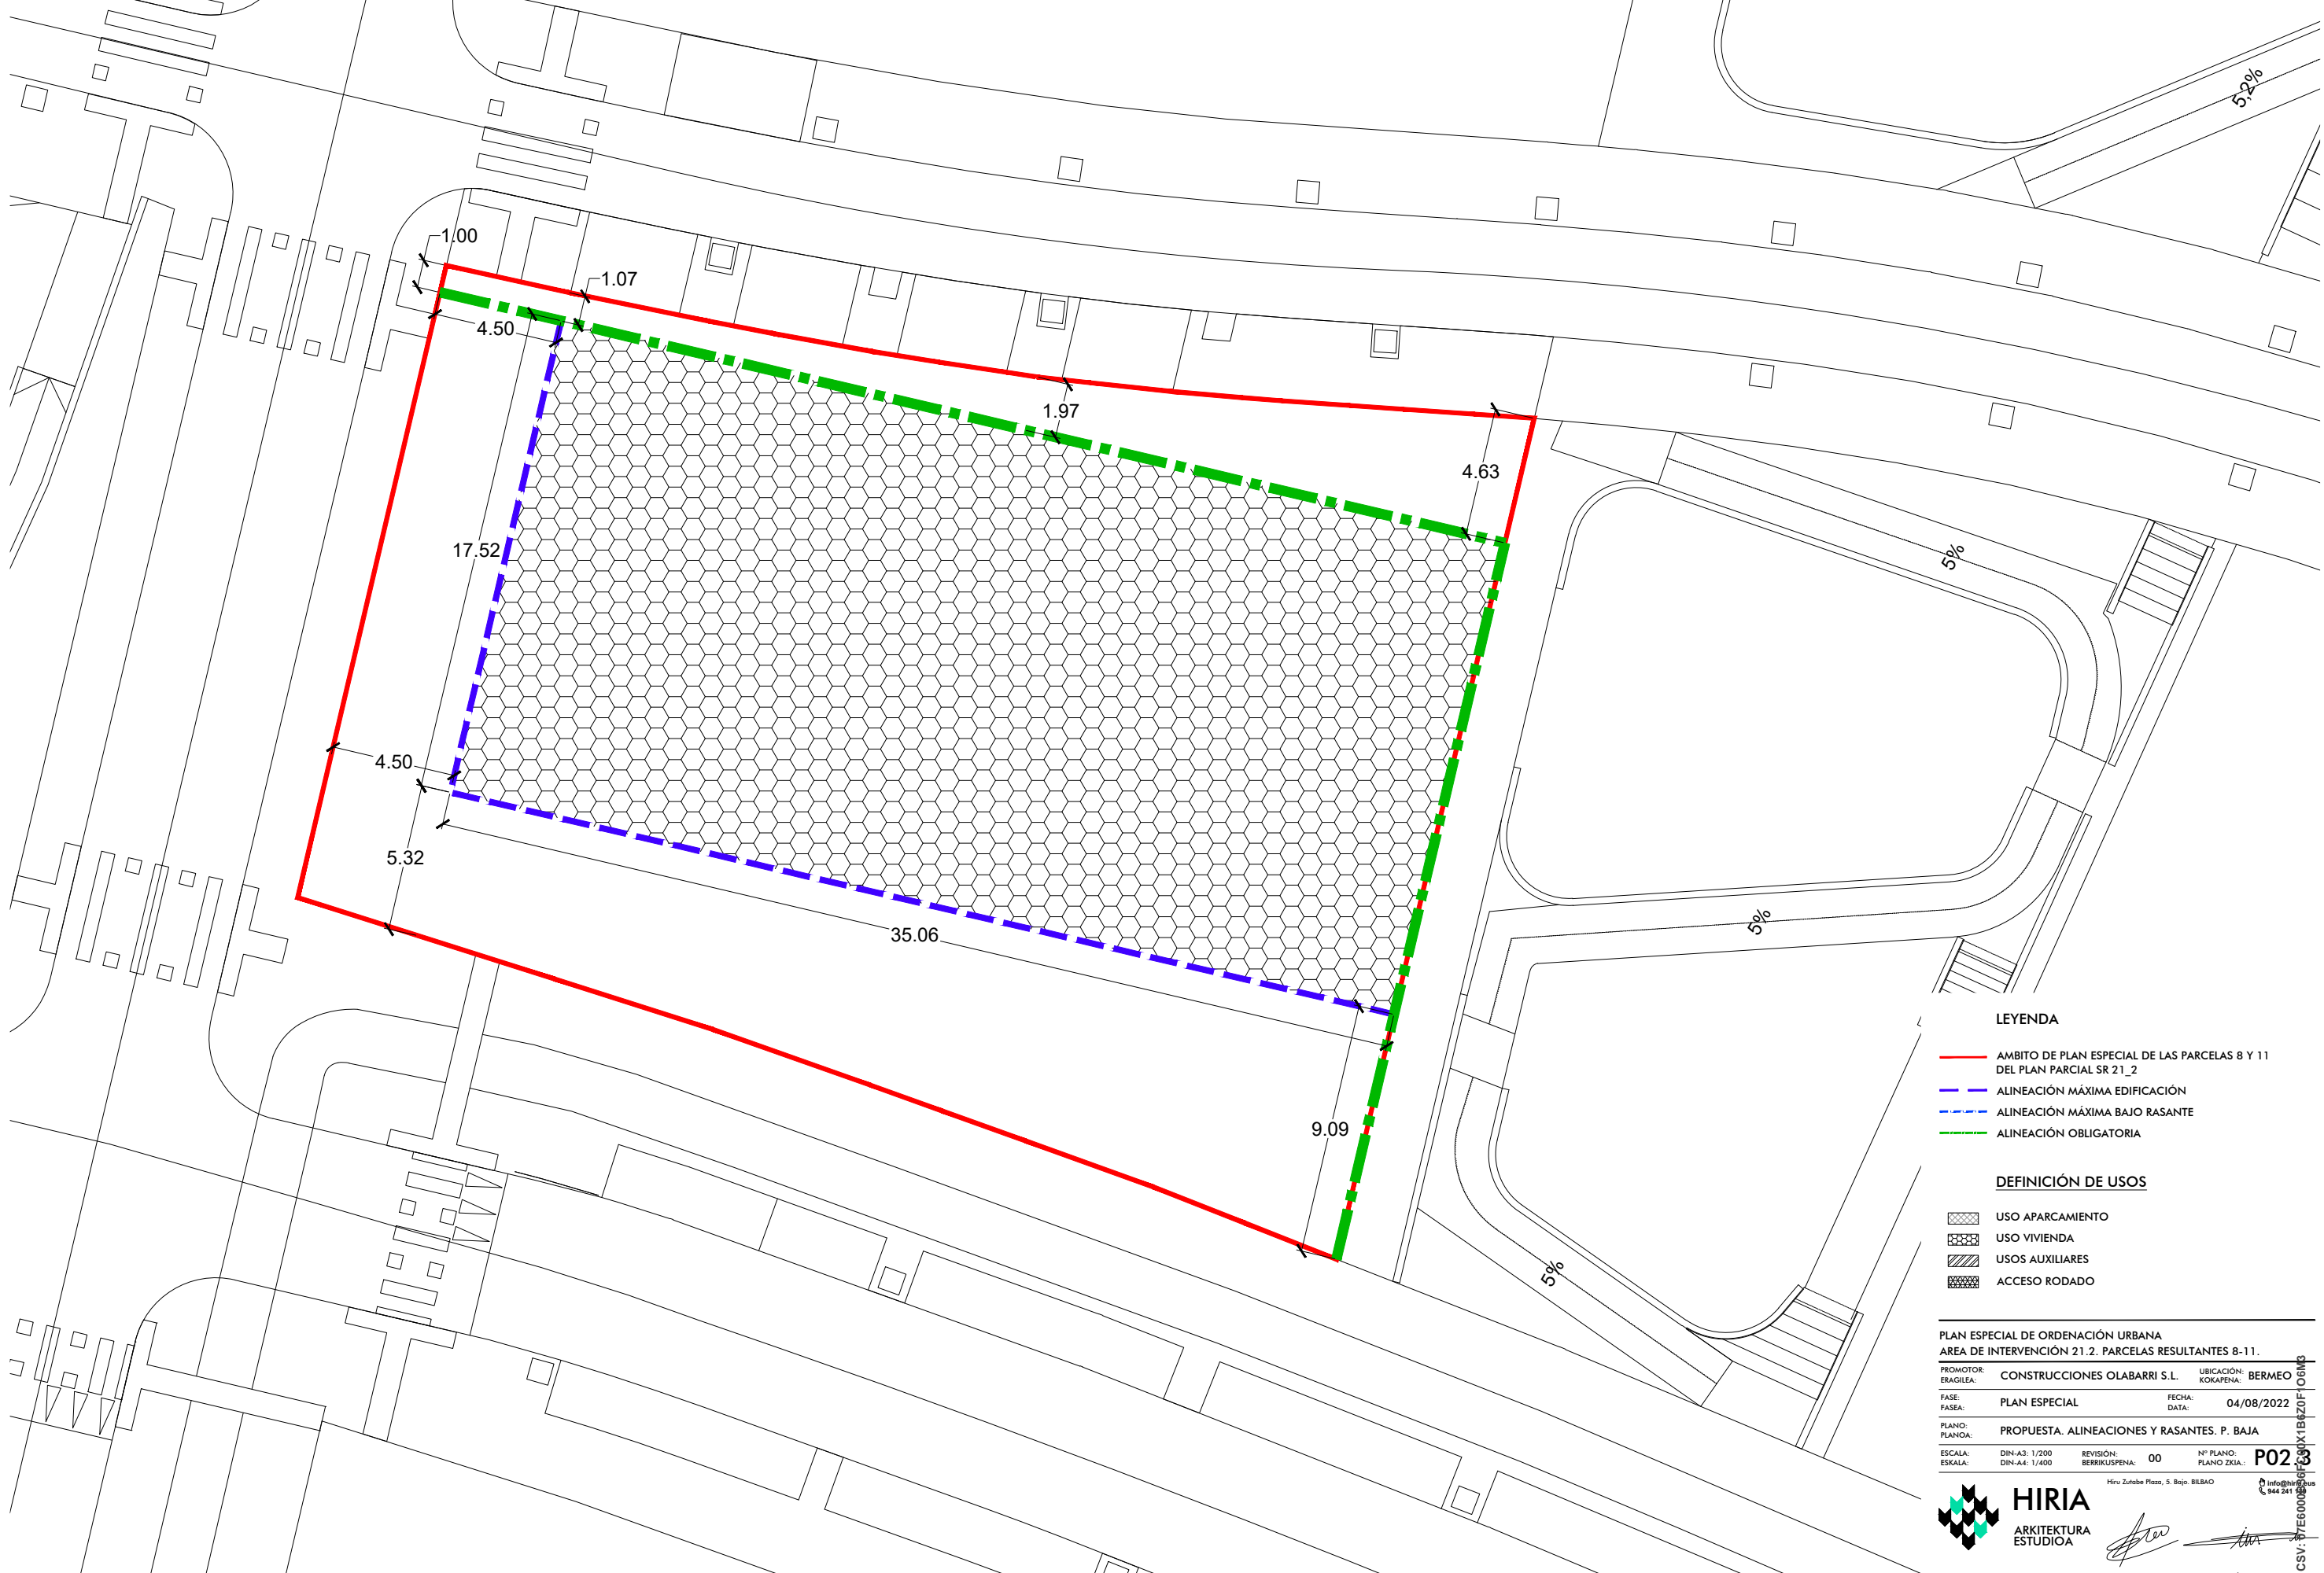 5,2%
1.00
1.07
4.50
1.97
4.63
17.52
5%
4.50
5.32
35.06
5%
9.09
5%
LEYENDA
AMBITO DE PLAN ESPECIAL DE LAS PARCELAS 8 Y 11
DEL PLAN PARCIAL SR 21_2
ALINEACIÓN MÁXIMA EDIFICACIÓN
ALINEACIÓN MÁXIMA BAJO RASANTE
ALINEACIÓN OBLIGATORIA
DEFINICIÓN DE USOS
USO APARCAMIENTO
USO VIVIENDA
USOS AUXILIARES
ACCESO RODADO
PLAN ESPECIAL DE ORDENACIÓN URBANA
AREA DE INTERVENCIÓN 21.2. PARCELAS RESULTANTES 8-11.
PROMOTOR: CONSTRUCCIONES OLABARRI S.L. UBICACIÓN: BERMEO
ERAGILEA: KOKAPENA:
FASE: PLAN ESPECIAL FECHA: 04/08/2022
FASEA: DATA:
PLANO: PROPUESTA. ALINEACIONES Y RASANTES. P. BAJA
PLANOA:
ESCALA: DIN-A3: 1/200 REVISIÓN: 00 Nº PLANO: P02.3
ESKALA: DIN-A4: 1/400 BERRIKUSPENA: PLANO ZKIA.:
Hiru Zutabe Plaza, 5. Bajo. BILBAO
944 241
HIRIA
ARKITEKTURA
ESTUDIOA
CSV: